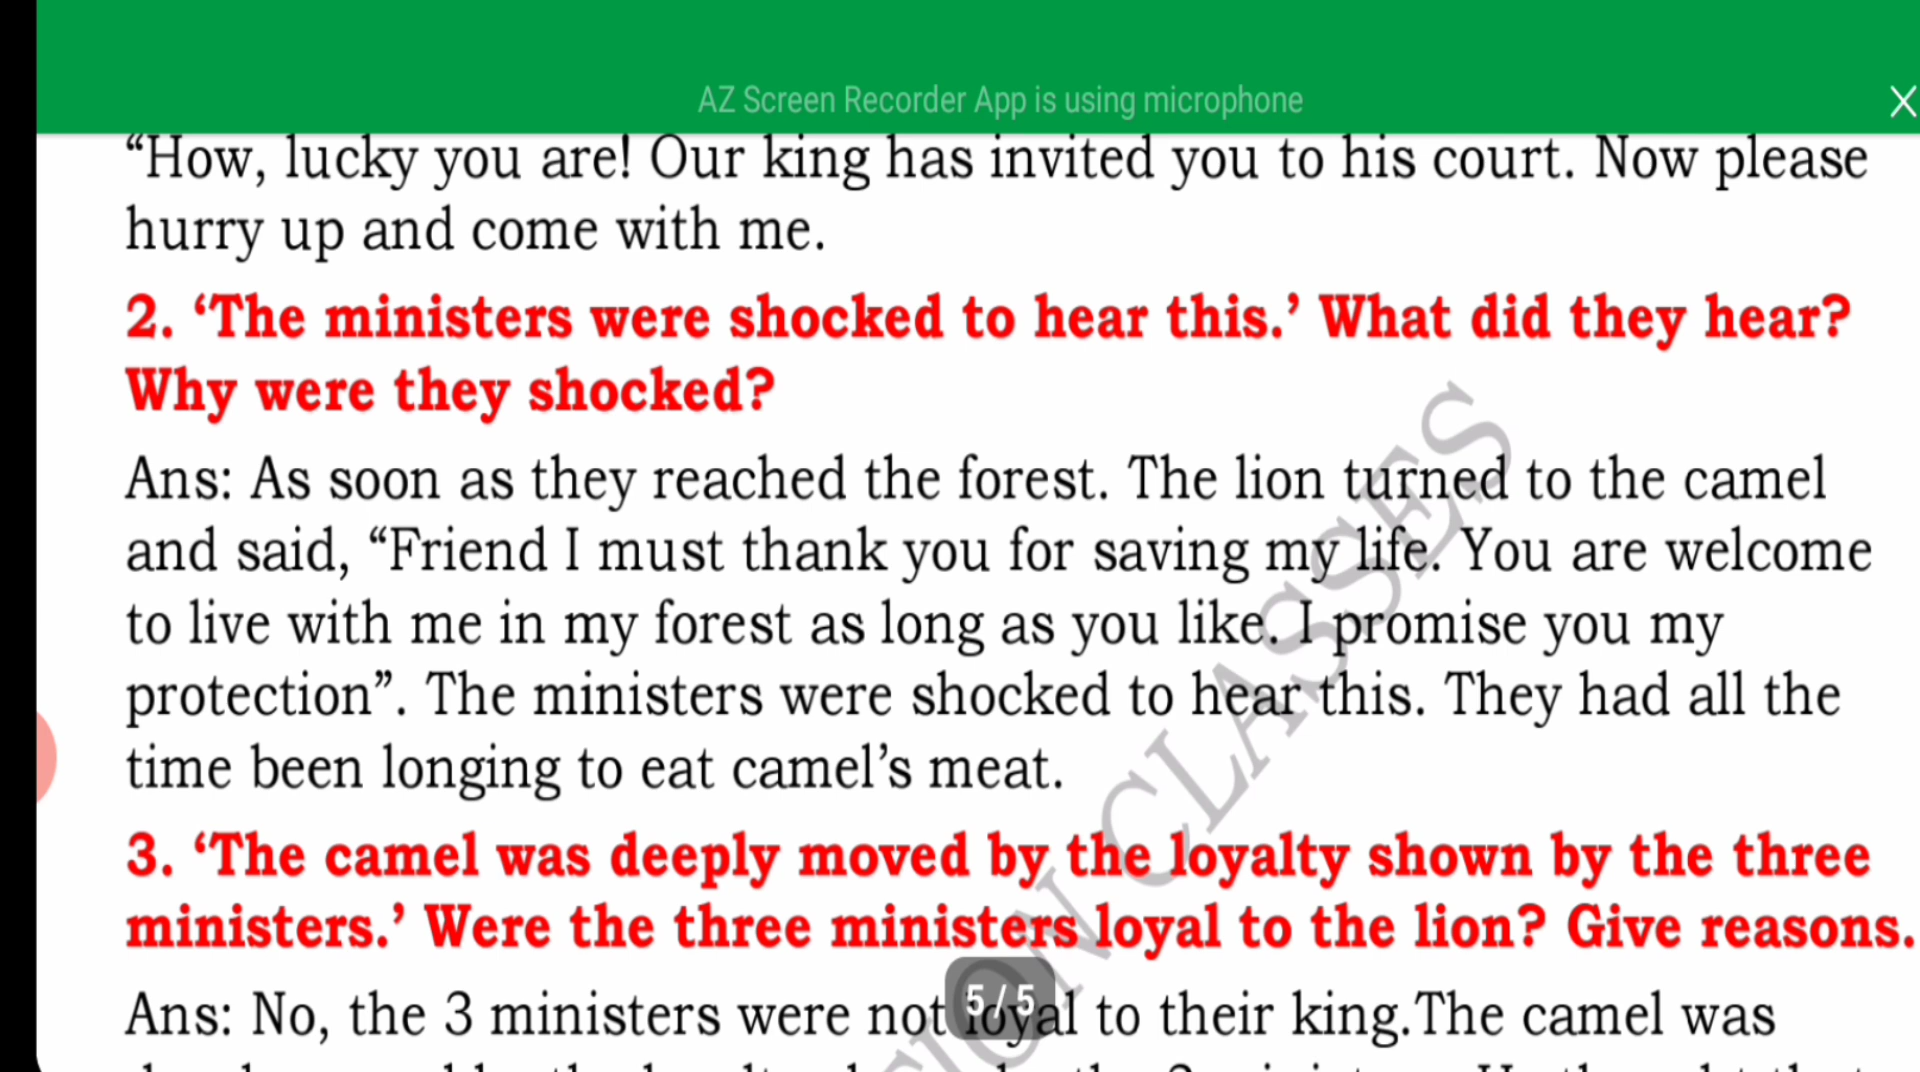 AZ Screen Recorder App is using microphone
“How, lucky you are! Our king has invited you to his court. Now please
hurry up and come with me.
2. ‘The ministers were shocked to hear this.’ What did they hear?
Why were they shocked?
Ans: As soon as they reached the forest. The lion turned to the camel
and said, “Friend I must thank you for saving my life. You are welcome
to live with me in my forest as long as you like. I promise you my
protection”. The ministers were shocked to hear this. They had all the
time been longing to eat camel’s meat.
3. ‘The camel was deeply moved by the loyalty shown by the three
ministers.’ Were the three ministers loyal to the lion? Give reasons.
Ans: No, the 3 ministers were not loyal to their king.The camel was
5/5
CLASSES